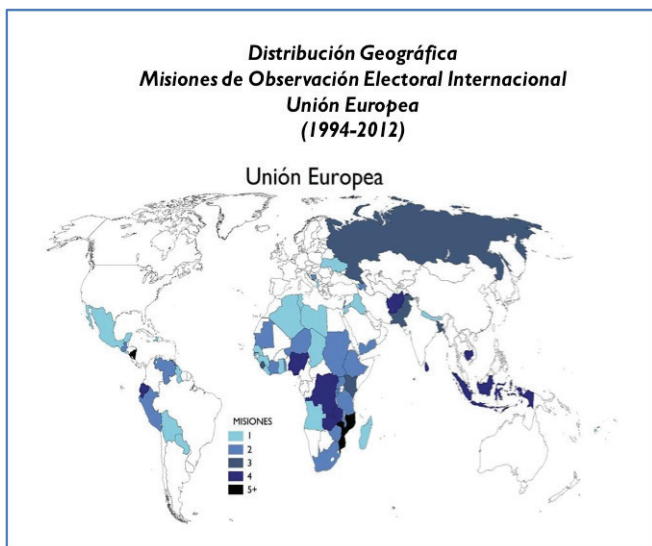 Distribución Geográfica
Misiones de Observación Electoral Internacional
Unión Europea
(1994-2012)
Unión Europea
MISIONES
1
2
3
4
5+